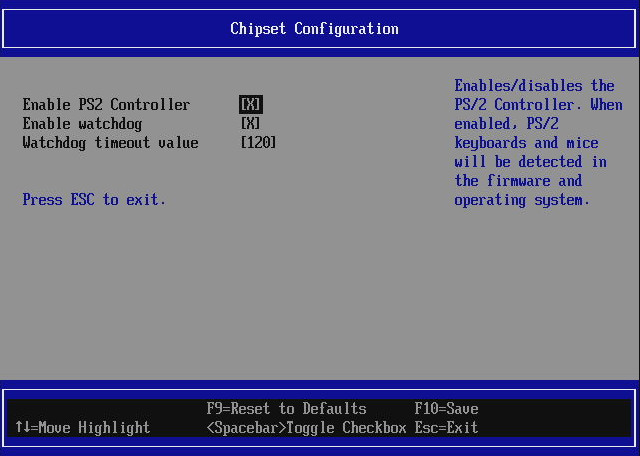 Chipset Configuration
Enable PS2 Controller [X]
Enable watchdog [X]
Watchdog timeout value [120]
Press ESC to exit.
Enables/disables the
PS/2 Controller. When
enabled, PS/2
keyboards and mice
will be detected in
the firmware and
operating system.
F9=Reset to Defaults F10=Save
↑↓=Move Highlight <Spacebar>Toggle Checkbox Esc=Exit